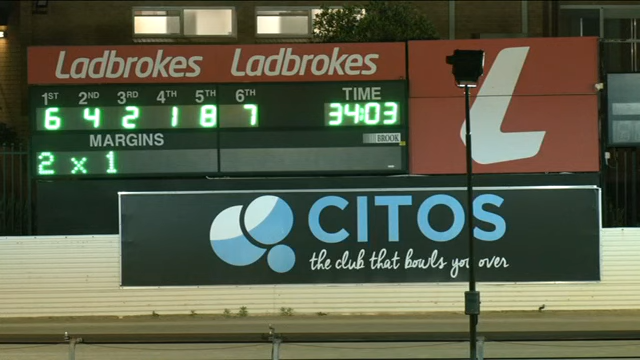 Ladbrokes Ladbrokes L
1ST 2ND 3RD 4TH 5TH 6TH TIME
6 4 2 1 8 7 34:03
MARGINS BROOK
2 x 1
CITOS
the club that bowls you over